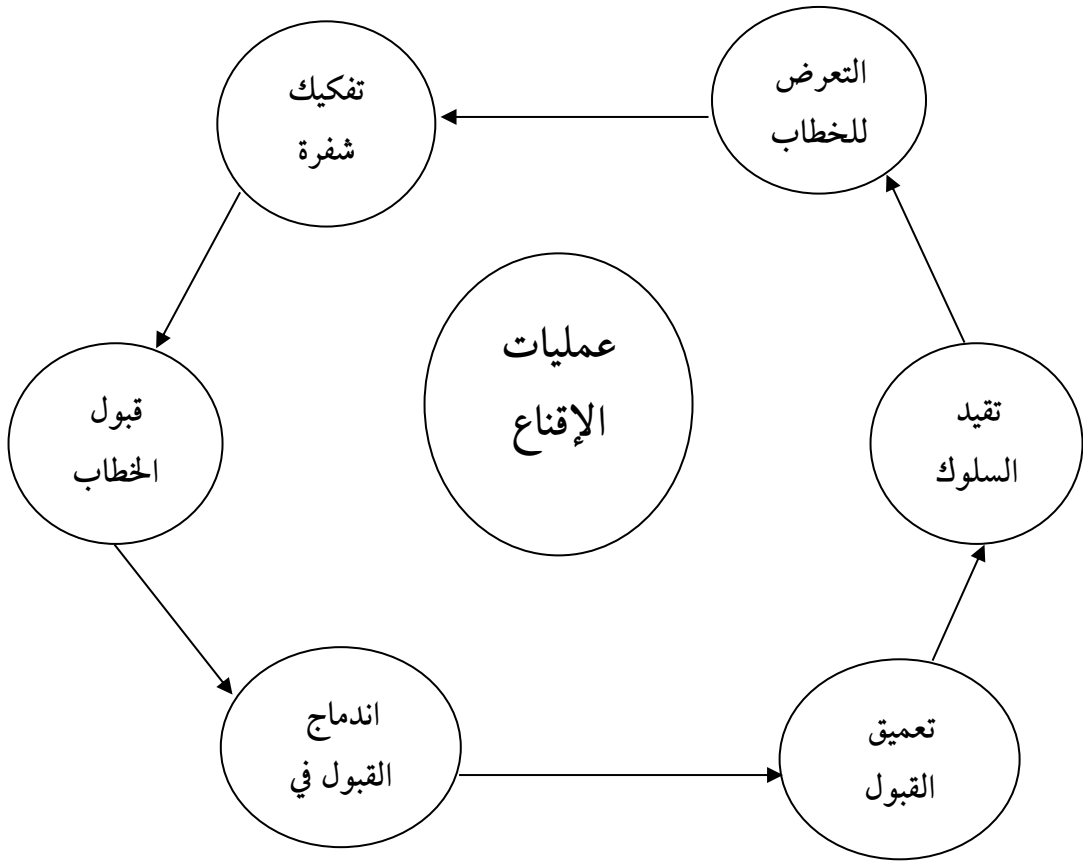 التعرض
للخطاب
تفكيك
شفرة
قبول
الخطاب
اندماج
القبول في
تعميق
القبول
تقيد
السلوك
عمليات
الإقناع